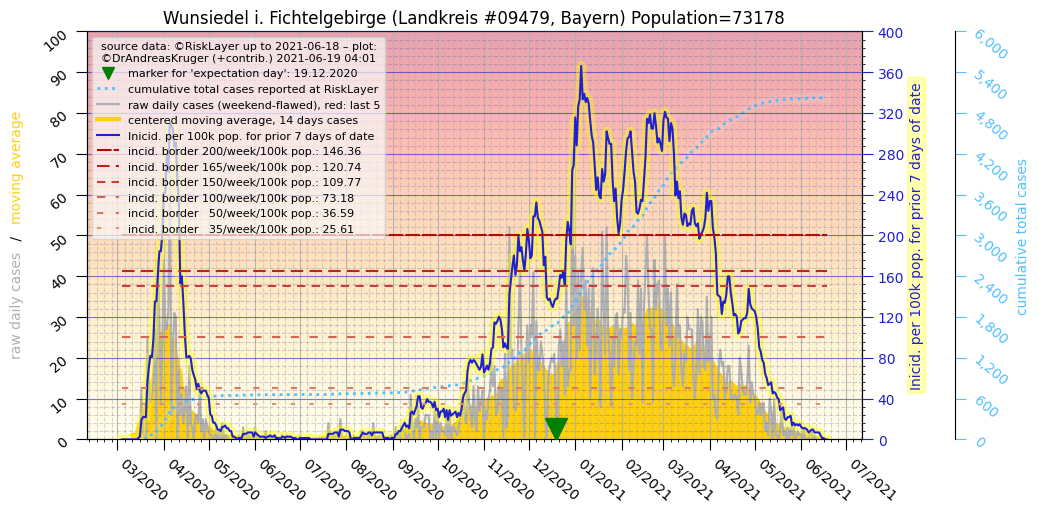 Wunsiedel i. Fichtelgebirge (Landkreis #09479, Bayern) Population=73178
source data: ©RiskLayer up to 2021-06-18 – plot:
©DrAndreasKruger (+contrib.) 2021-06-19 04:01
marker for 'expectation day': 19.12.2020
cumulative total cases reported at RiskLayer
raw daily cases (weekend-flawed), red: last 5
centered moving average, 14 days cases
Inicid. per 100k pop. for prior 7 days of date
incid. border 200/week/100k pop.: 146.36
incid. border 165/week/100k pop.: 120.74
incid. border 150/week/100k pop.: 109.77
incid. border 100/week/100k pop.: 73.18
incid. border   50/week/100k pop.: 36.59
incid. border   35/week/100k pop.: 25.61
raw daily cases / moving average
100
90
80
70
60
50
40
30
20
10
0
400
360
320
280
240
200
160
120
80
40
0
Inicid. per 100k pop. for prior 7 days of date
6,000
5,400
4,800
4,200
3,600
3,000
2,400
1,800
1,200
600
0
cumulative total cases
03/2020
04/2020
05/2020
06/2020
07/2020
08/2020
09/2020
10/2020
11/2020
12/2020
01/2021
02/2021
03/2021
04/2021
05/2021
06/2021
07/2021